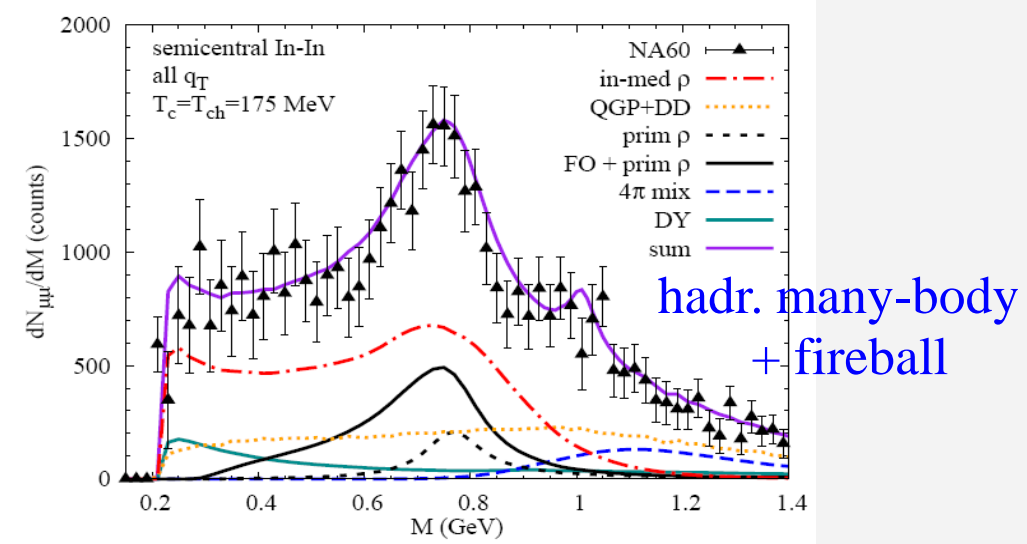 2000
1500
1000
500
0
dN_μμ/dM (counts)
semicentral In-In
all q_T
T_c=T_ch=175 MeV
NA60
in-med ρ
QGP+DD
prim ρ
FO + prim ρ
4π mix
DY
sum
hadr. many-body
+ fireball
0.2 0.4 0.6 0.8 1 1.2 1.4
M (GeV)